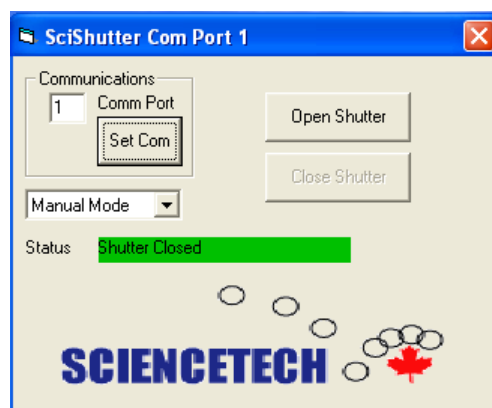 SciShutter Com Port 1
Communications
1 Comm Port
Set Com
Open Shutter
Close Shutter
Manual Mode
Status Shutter Closed
SCIENCETECH